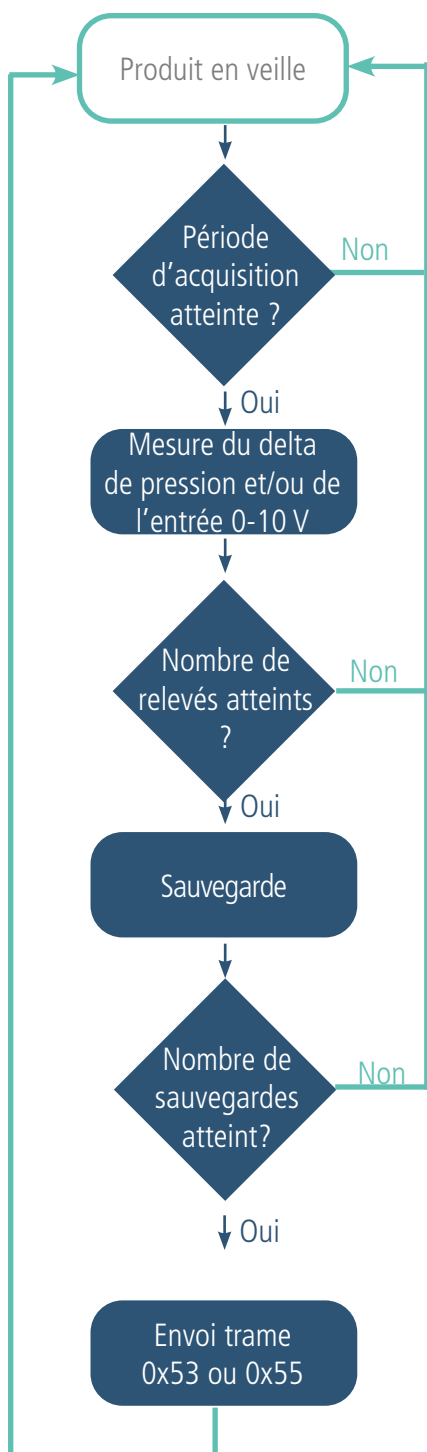 Produit en veille
Période
d'acquisition
atteinte ?
Non
Oui
Mesure du delta
de pression et/ou de
l'entrée 0-10 V
Nombre de
relevés atteints
?
Non
Oui
Sauvegarde
Nombre de
sauvegardes
atteint?
Non
Oui
Envoi trame
0x53 ou 0x55